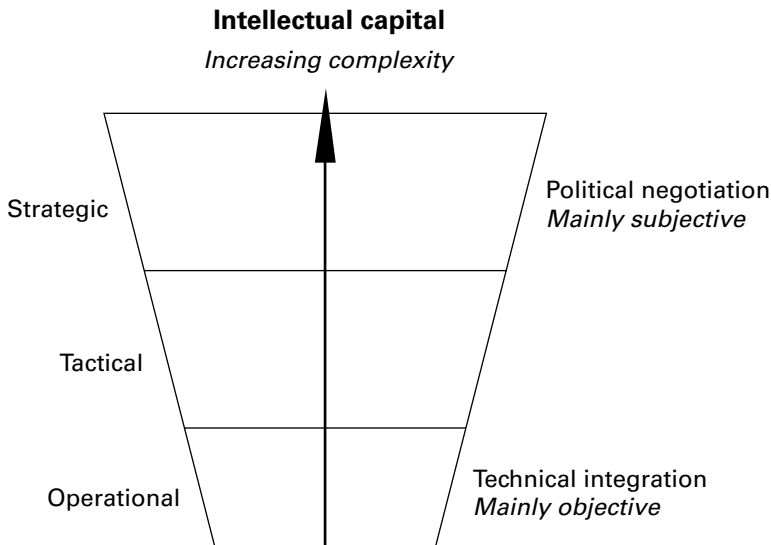 Intellectual capital
Increasing complexity
Strategic
Political negotiation
Mainly subjective
Tactical
Operational
Technical integration
Mainly objective